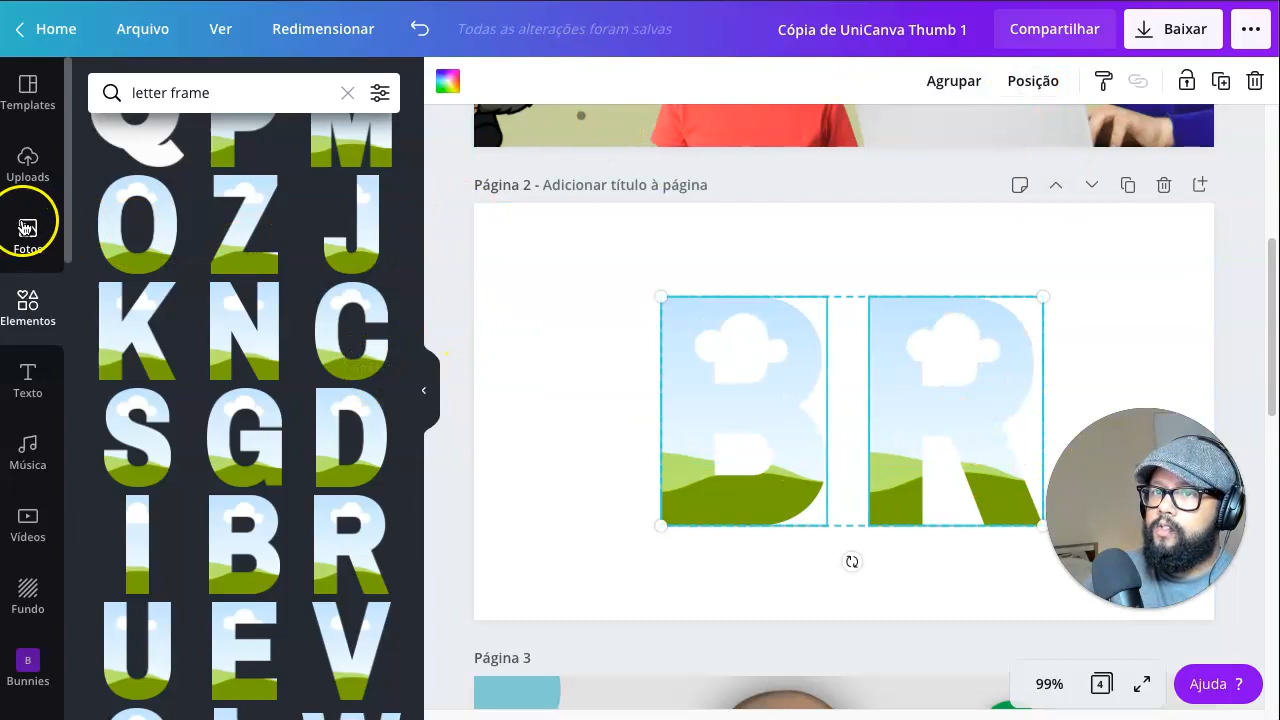 Home Arquivo Ver Redimensionar Todas as alterações foram salvas Cópia de UniCanva Thumb 1 Compartilhar Baixar
letter frame
Agrupar Posição
Templates
Uploads
Fotos
Elementos
Texto
Música
Vídeos
Fundo
B
Bunnies
Q P M
O Z J
K N C
S G D
I B R
U E V
Página 2 - Adicionar título à página
B R
Página 3
99% 4 Ajuda ?